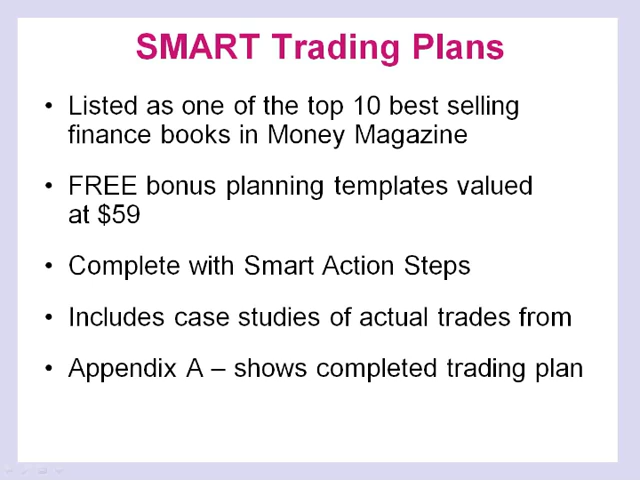 SMART Trading Plans
• Listed as one of the top 10 best selling
finance books in Money Magazine
• FREE bonus planning templates valued
at $59
• Complete with Smart Action Steps
• Includes case studies of actual trades from
• Appendix A – shows completed trading plan